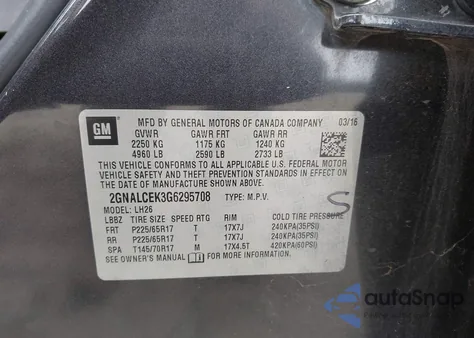 GM
MFD BY GENERAL MOTORS OF CANADA COMPANY 03/16
GVWR GAWR FRT GAWR RR
2250 KG 1175 KG 1240 KG
4960 LB 2590 LB 2733 LB
THIS VEHICLE CONFORMS TO ALL APPLICABLE U.S. FEDERAL MOTOR
VEHICLE SAFETY, BUMPER, AND THEFT PREVENTION STANDARDS IN
EFFECT ON THE DATE OF MANUFACTURE SHOWN ABOVE.
2GNALCEK3G6295708 TYPE: M.P.V.
MODEL: LH26
LBBZ TIRE SIZE SPEED RTG RIM COLD TIRE PRESSURE
FRT P225/65R17 T 17X7J 240KPA(35PSI)
RR P225/65R17 T 17X7J 240KPA(35PSI)
SPA T145/70R17 M 17X4.5T 420KPA(60PSI)
SEE OWNER'S MANUAL FOR MORE INFORMATION.
S
autoSnap